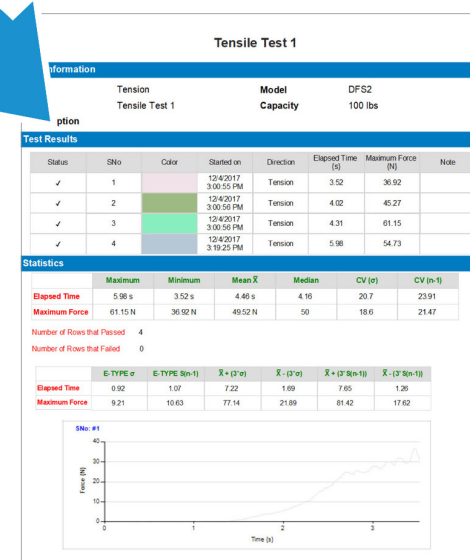 Tensile Test 1
nformation
Tension Model DFS2
Tensile Test 1 Capacity 100 lbs
ption
Test Results
Status SNo Color Started on Direction Elapsed Time (s) Maximum Force (N) Note
✓ 1 12/4/2017 3:00:55 PM Tension 3.52 36.92
✓ 2 12/4/2017 3:00:56 PM Tension 4.02 45.27
✓ 3 12/4/2017 3:00:56 PM Tension 4.31 61.15
✓ 4 12/4/2017 3:19:25 PM Tension 5.98 54.73
Statistics
Maximum Minimum Mean X̄ Median CV (σ) CV (n-1)
Elapsed Time 5.98 s 3.52 s 4.46 s 4.16 20.7 23.91
Maximum Force 61.15 N 36.92 N 49.52 N 50 18.6 21.47
Number of Rows that Passed 4
Number of Rows that Failed 0
E-TYPE σ E-TYPE S(n-1) X̄ + (3*σ) X̄ - (3*σ) X̄ + (3*S(n-1)) X̄ - (3*S(n-1))
Elapsed Time 0.92 1.07 7.22 1.69 7.65 1.26
Maximum Force 9.21 10.63 77.14 21.89 81.42 17.62
SNo: #1
40
30
20
10
0
Force (N)
0 1 2 3
Time (s)